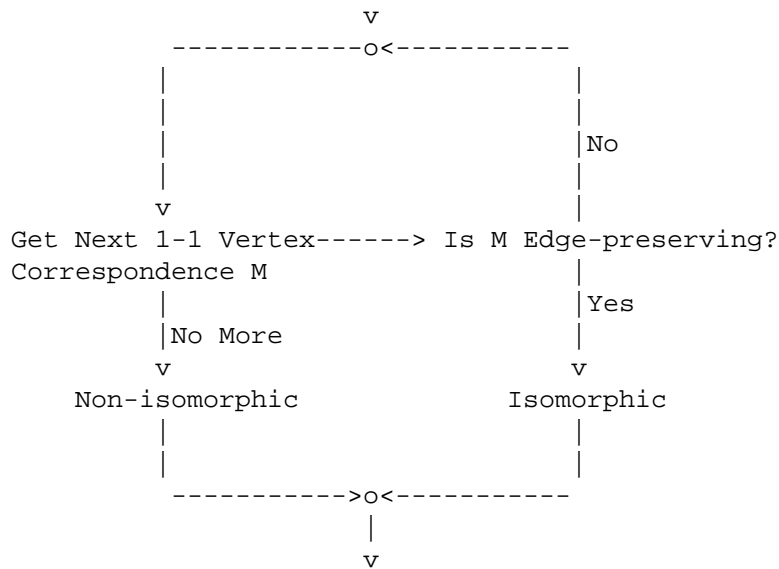 v
------------o<-----------
No
v
Get Next 1-1 Vertex------> Is M Edge-preserving?
Correspondence M
Yes
No More
v v
Non-isomorphic Isomorphic
----------->o<-----------
v